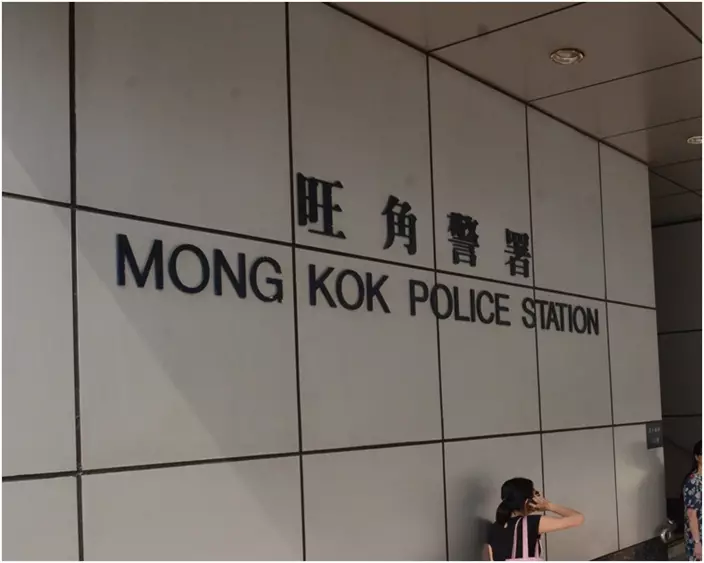 旺角警署
MONG KOK POLICE STATION